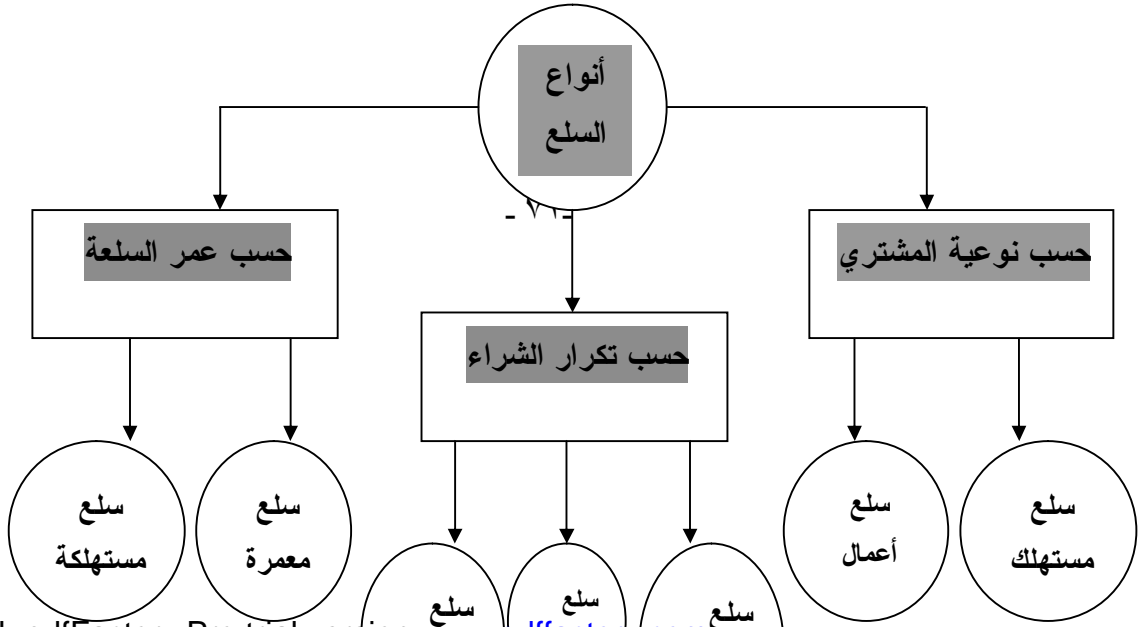 أنواع
السلع
- ٧٦ -
حسب نوعية المشتري
حسب تكرار الشراء
حسب عمر السلعة
سلع
مستهلك
سلع
أعمال
سلع
سلع
سلع
سلع
معمرة
سلع
مستهلكة